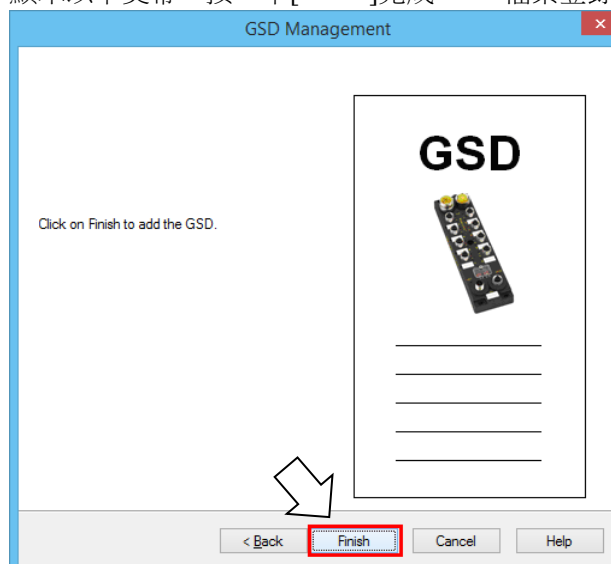 GSD Management
GSD
Click on Finish to add the GSD.
< Back
Finish
Cancel
Help